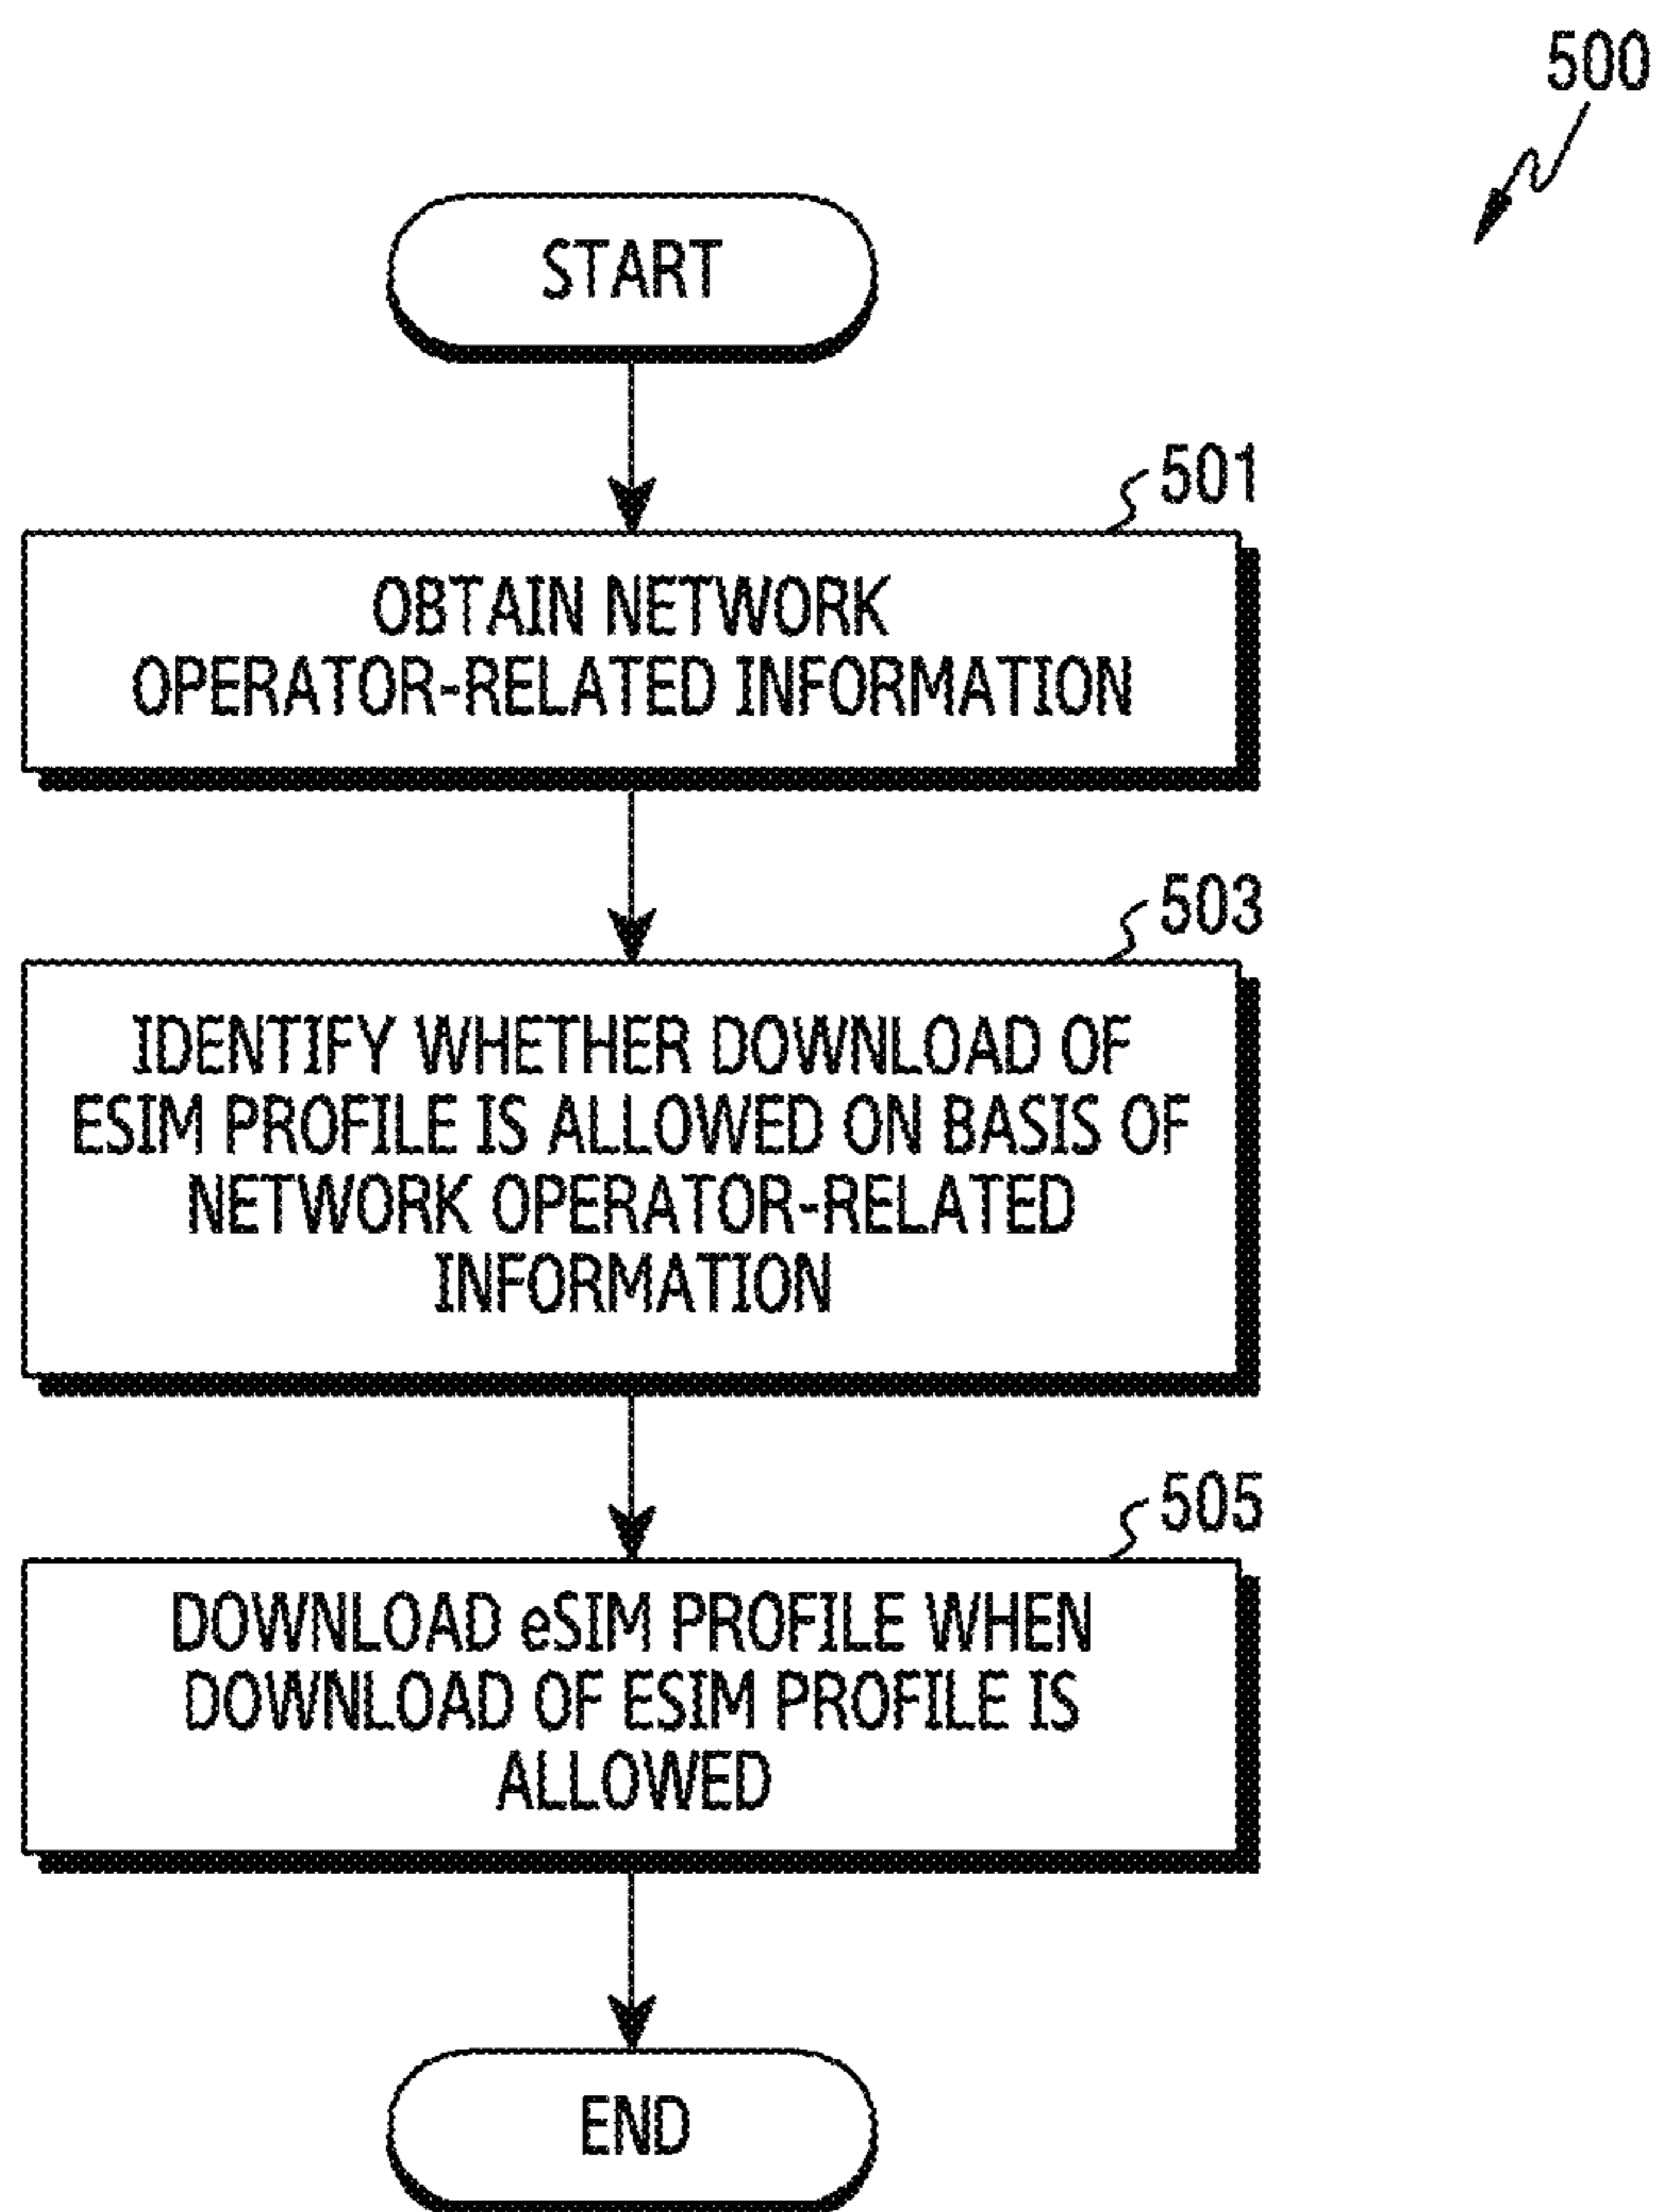 500
START
501
OBTAIN NETWORK
OPERATOR-RELATED INFORMATION
503
IDENTIFY WHETHER DOWNLOAD OF
ESIM PROFILE IS ALLOWED ON BASIS OF
NETWORK OPERATOR-RELATED
INFORMATION
505
DOWNLOAD eSIM PROFILE WHEN
DOWNLOAD OF ESIM PROFILE IS
ALLOWED
END